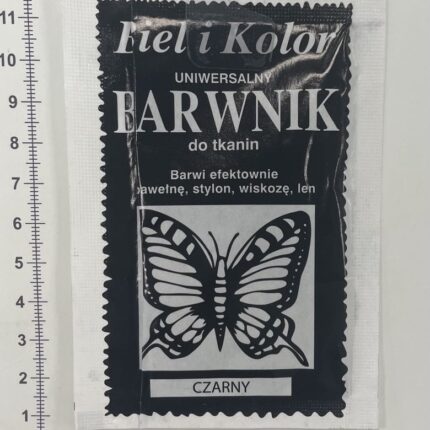 Biel i Kolor
UNIWERSALNY
BARWNIK
do tkanin
Barwi efektownie
bawełnę, stylon, wiskozę, len
CZARNY
11
10
9
8
7
6
5
4
3
2
1